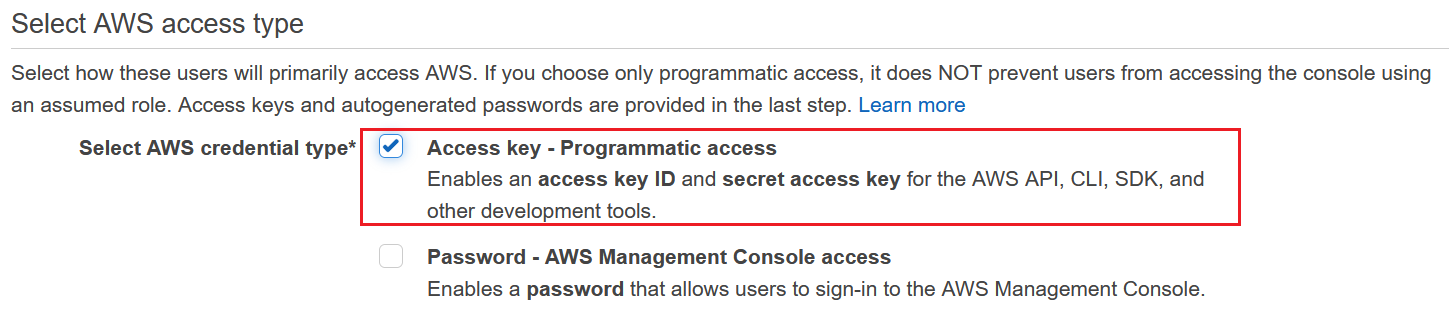 Select AWS access type
Select how these users will primarily access AWS. If you choose only programmatic access, it does NOT prevent users from accessing the console using
an assumed role. Access keys and autogenerated passwords are provided in the last step. Learn more
Select AWS credential type* Access key - Programmatic access
Enables an access key ID and secret access key for the AWS API, CLI, SDK, and
other development tools.
Password - AWS Management Console access
Enables a password that allows users to sign-in to the AWS Management Console.